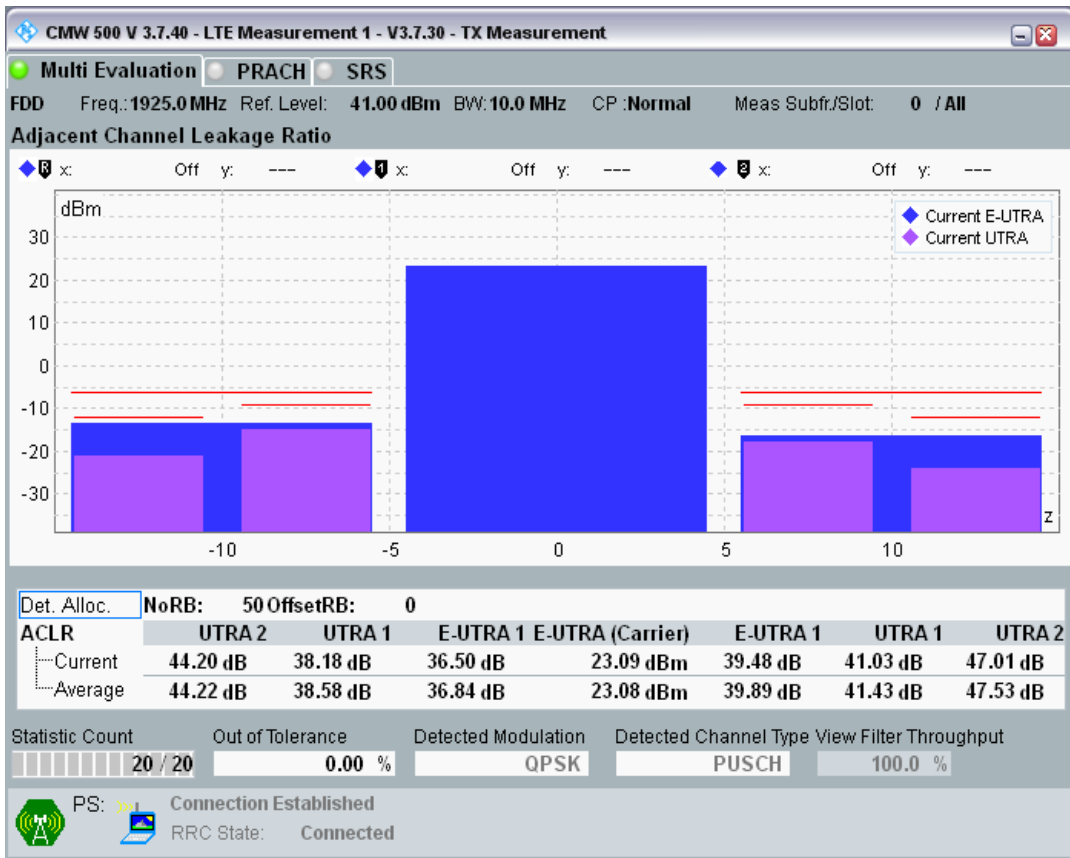 CMW 500 V 3.7.40 - LTE Measurement 1 - V3.7.30 - TX Measurement
Multi Evaluation PRACH SRS
FDD Freq.:1925.0 MHz Ref. Level: 41.00 dBm BW:10.0 MHz CP :Normal Meas Subfr./Slot: 0 / All
Adjacent Channel Leakage Ratio
R x: Off y: --- 1 x: Off y: --- 2 x: Off y: ---
dBm
Current E-UTRA
Current UTRA
30
20
10
0
-10
-20
-30
z
-10 -5 0 5 10
Det. Alloc. NoRB: 50 OffsetRB: 0
ACLR UTRA 2 UTRA 1 E-UTRA 1 E-UTRA (Carrier) E-UTRA 1 UTRA 1 UTRA 2
Current 44.20 dB 38.18 dB 36.50 dB 23.09 dBm 39.48 dB 41.03 dB 47.01 dB
Average 44.22 dB 38.58 dB 36.84 dB 23.08 dBm 39.89 dB 41.43 dB 47.53 dB
Statistic Count Out of Tolerance Detected Modulation Detected Channel Type View Filter Throughput
20 / 20 0.00 % QPSK PUSCH 100.0 %
PS: Connection Established
RRC State: Connected